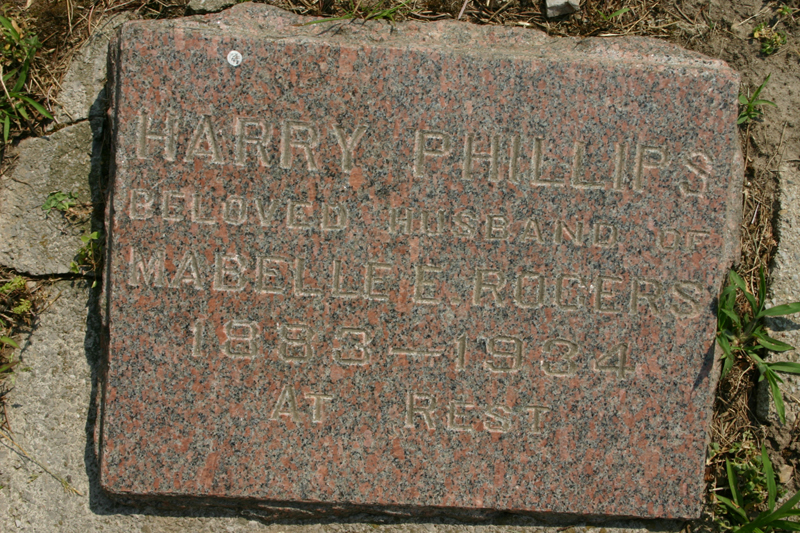 HARRY PHILLIPS
BELOVED HUSBAND OF
MABELLE E. ROGERS
1883—1934
AT REST